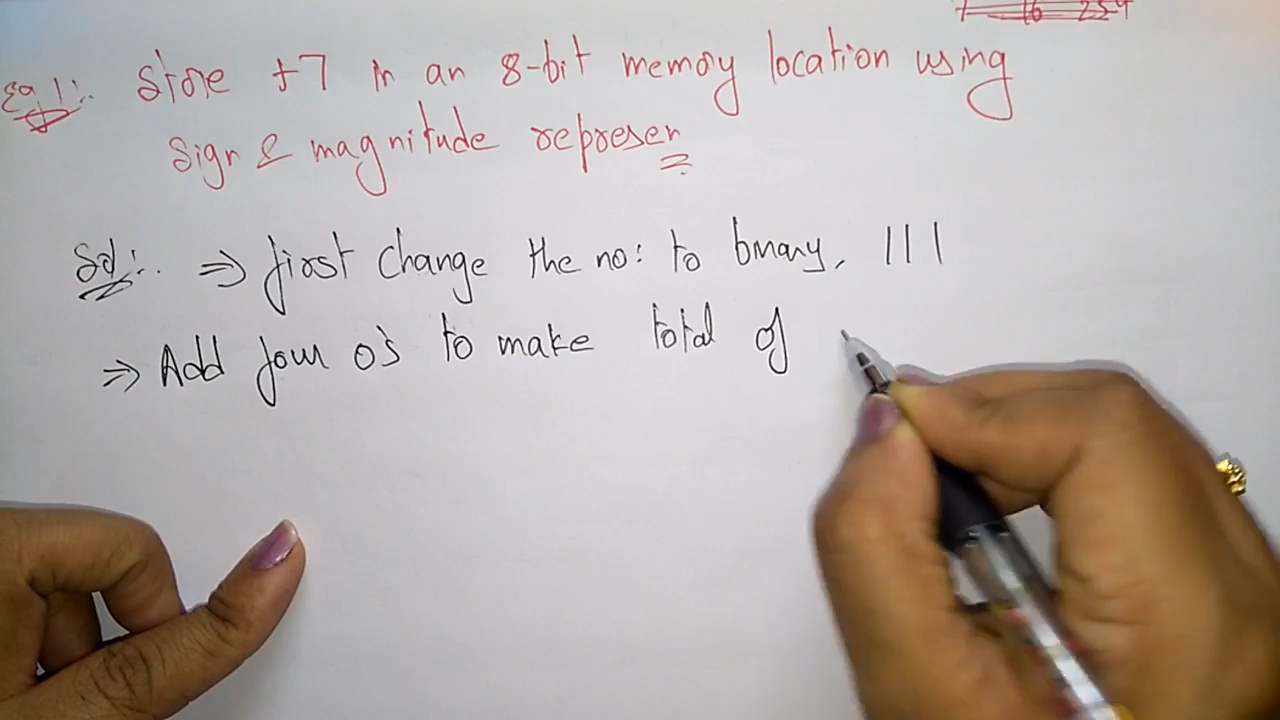 Eg 1:. Store +7 in an 8-bit memory location using
Sign & magnitude represen
Sol:. ⇒ first change the no: to binary, 111
⇒ Add four 0's to make total of